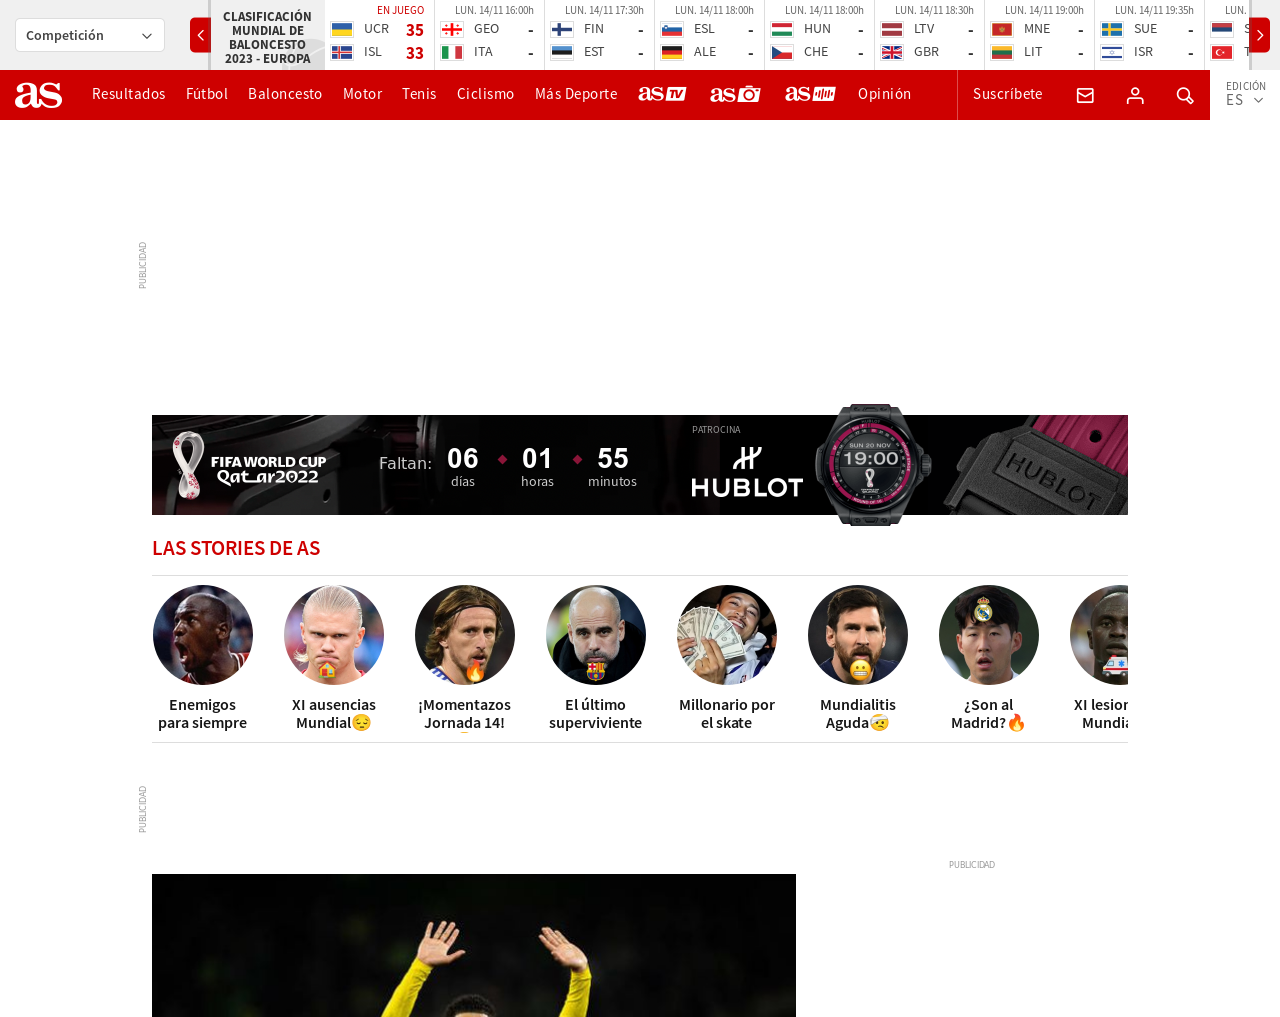 Competición
CLASIFICACIÓN
MUNDIAL DE
BALONCESTO
2023 - EUROPA
EN JUEGO
UCR 35
ISL 33
LUN. 14/11 16:00h
GEO -
ITA -
LUN. 14/11 17:30h
FIN -
EST -
LUN. 14/11 18:00h
ESL -
ALE -
LUN. 14/11 18:00h
HUN -
CHE -
LUN. 14/11 18:30h
LTV -
GBR -
LUN. 14/11 19:00h
MNE -
LIT -
LUN. 14/11 19:35h
SUE -
ISR -
LUN.
as Resultados Fútbol Baloncesto Motor Tenis Ciclismo Más Deporte as TV as as Opinión Suscríbete
EDICIÓN
ES
PUBLICIDAD
FIFA WORLD CUP
Qatar2022
Faltan: 06 01 55
días horas minutos
PATROCINA
HUBLOT
SUN 20 NOV
19:00
HUBLOT
LAS STORIES DE AS
Enemigos
para siempre
XI ausencias
Mundial😔
¡Momentazos
Jornada 14!
El último
superviviente
Millonario por
el skate
Mundialitis
Aguda🤕
¿Son al
Madrid?🔥
XI lesion
Mundia
PUBLICIDAD
PUBLICIDAD